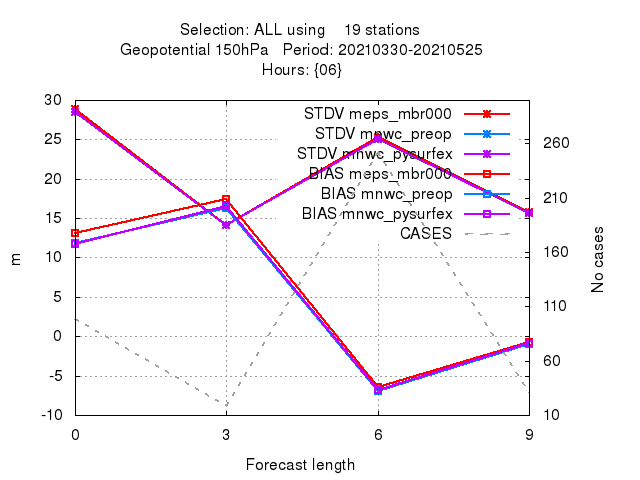 Selection: ALL using 19 stations
Geopotential 150hPa Period: 20210330-20210525
Hours: {06}
STDV meps_mbr000
STDV mnwc_preop
STDV mnwc_pysurfex
BIAS meps_mbr000
BIAS mnwc_preop
BIAS mnwc_pysurfex
CASES
30
25
20
15
10
5
0
-5
-10
m
260
210
160
110
60
10
No cases
0 3 6 9
Forecast length